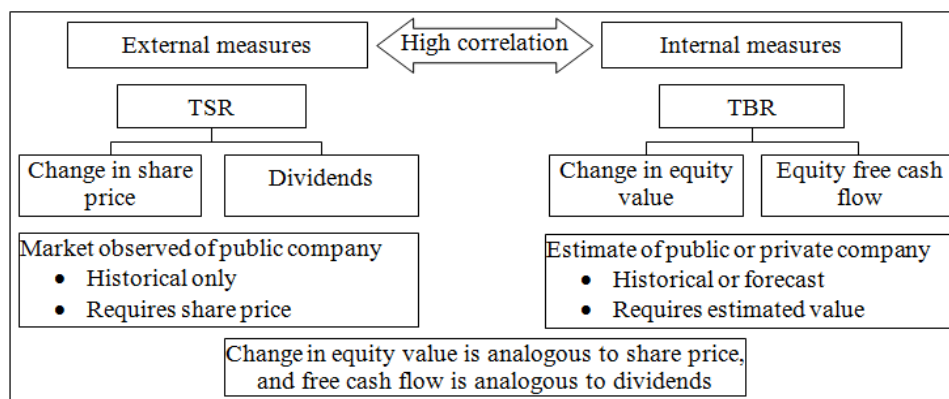 External measures
High correlation
Internal measures
TSR
TBR
Change in share
price
Dividends
Change in equity
value
Equity free cash
flow
Market observed of public company
• Historical only
• Requires share price
Estimate of public or private company
• Historical or forecast
• Requires estimated value
Change in equity value is analogous to share price,
and free cash flow is analogous to dividends